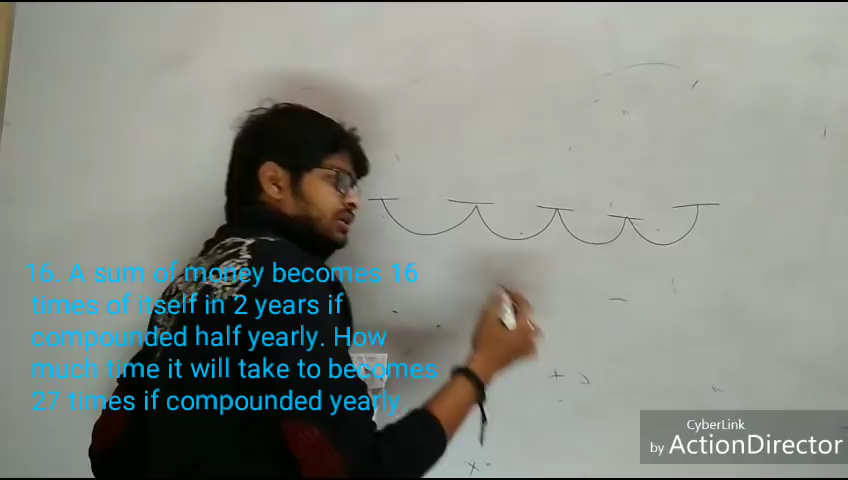 16. A sum of money becomes 16
times of itself in 2 years if
compounded half yearly. How
much time it will take to becomes
27 times if compounded yearly
CyberLink
by ActionDirector